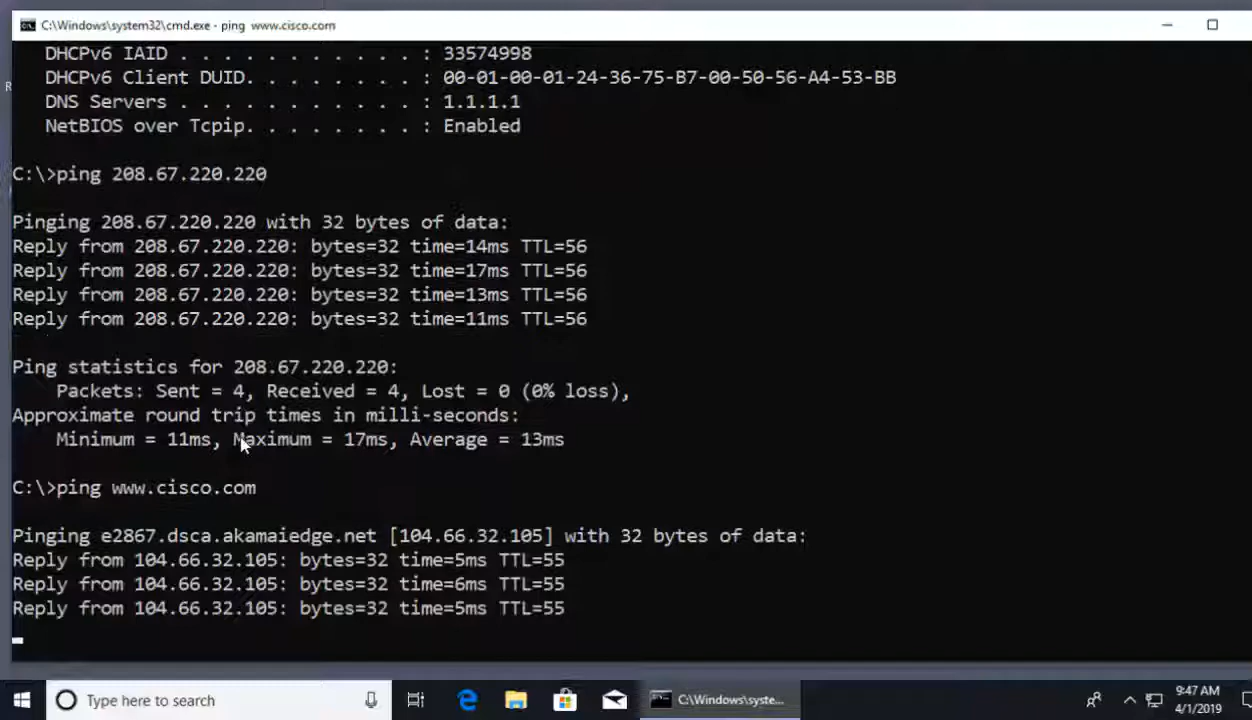 C:\Windows\system32\cmd.exe - ping www.cisco.com
DHCPv6 IAID . . . . . . . . . . . : 33574998
R
DHCPv6 Client DUID. . . . . . . . : 00-01-00-01-24-36-75-B7-00-50-56-A4-53-BB
DNS Servers . . . . . . . . . . . : 1.1.1.1
NetBIOS over Tcpip. . . . . . . . : Enabled
C:\>ping 208.67.220.220
Pinging 208.67.220.220 with 32 bytes of data:
Reply from 208.67.220.220: bytes=32 time=14ms TTL=56
Reply from 208.67.220.220: bytes=32 time=17ms TTL=56
Reply from 208.67.220.220: bytes=32 time=13ms TTL=56
Reply from 208.67.220.220: bytes=32 time=11ms TTL=56
Ping statistics for 208.67.220.220:
Packets: Sent = 4, Received = 4, Lost = 0 (0% loss),
Approximate round trip times in milli-seconds:
Minimum = 11ms, Maximum = 17ms, Average = 13ms
C:\>ping www.cisco.com
Pinging e2867.dsca.akamaiedge.net [104.66.32.105] with 32 bytes of data:
Reply from 104.66.32.105: bytes=32 time=5ms TTL=55
Reply from 104.66.32.105: bytes=32 time=6ms TTL=55
Reply from 104.66.32.105: bytes=32 time=5ms TTL=55
Type here to search
C:\Windows\syste...
9:47 AM
4/1/2019